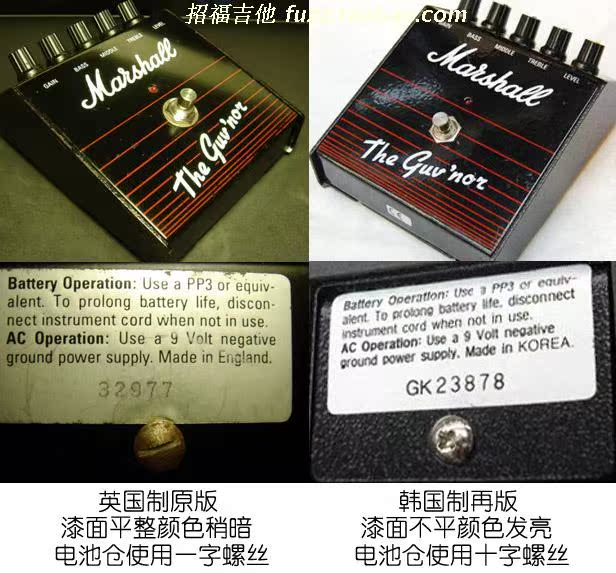 招福吉他 fuzz.taobao.com
GAIN BASS MIDDLE TREBLE LEVEL
Marshall
The Guv'nor
BASS MIDDLE TREBLE LEVEL
Marshall
The Guv'nor
CE
Battery Operation: Use a PP3 or equiv-
alent. To prolong battery life, discon-
nect instrument cord when not in use.
AC Operation: Use a 9 Volt negative
ground power supply. Made in England.
32977
Battery Operation: Use a PP3 or equiv-
alent. To prolong battery life, disconnect
instrument cord when not in use.
AC Operation: Use a 9 Volt negative
ground power supply. Made in KOREA.
GK23878
英国制原版
漆面平整颜色稍暗
电池仓使用一字螺丝
韩国制再版
漆面不平颜色发亮
电池仓使用十字螺丝